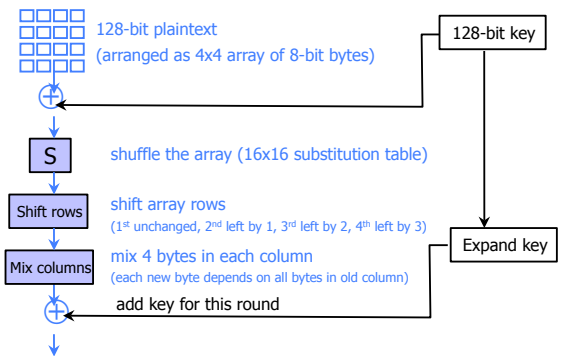 128-bit plaintext
(arranged as 4x4 array of 8-bit bytes)
128-bit key
S
shuffle the array (16x16 substitution table)
Shift rows
shift array rows
(1st unchanged, 2nd left by 1, 3rd left by 2, 4th left by 3)
Expand key
Mix columns
mix 4 bytes in each column
(each new byte depends on all bytes in old column)
add key for this round